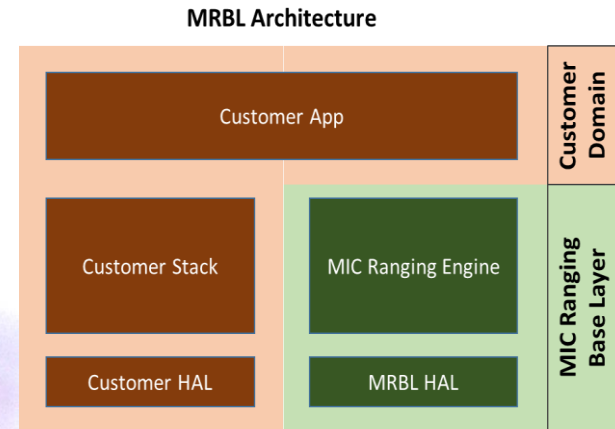 MRBL Architecture
Customer App
Customer
Domain
Customer Stack
MIC Ranging Engine
MIC Ranging
Base Layer
Customer HAL
MRBL HAL